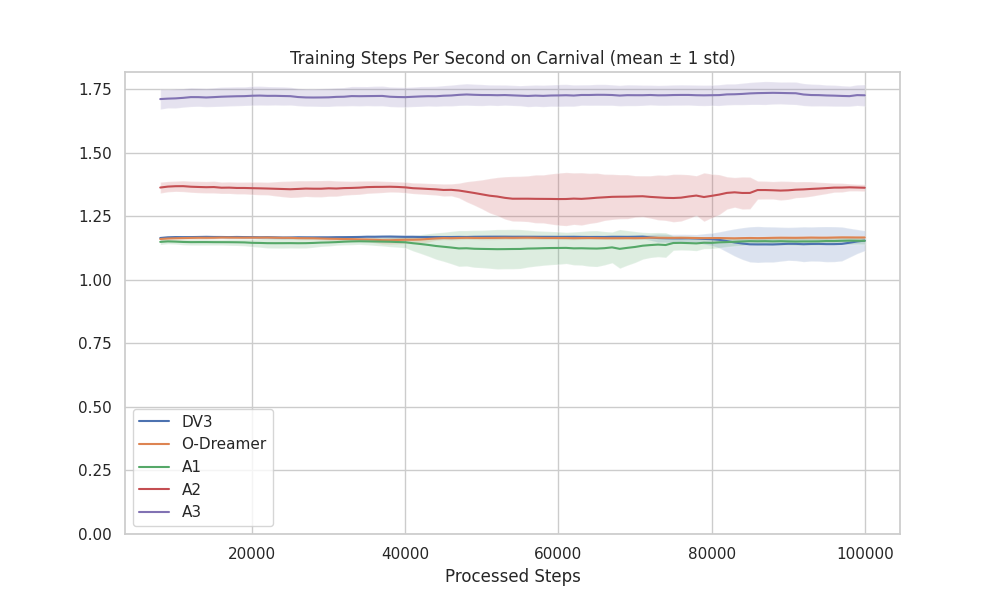 Training Steps Per Second on Carnival (mean ± 1 std)
1.75
1.50
1.25
1.00
0.75
0.50
0.25
0.00
DV3
O-Dreamer
A1
A2
A3
20000 40000 60000 80000 100000
Processed Steps